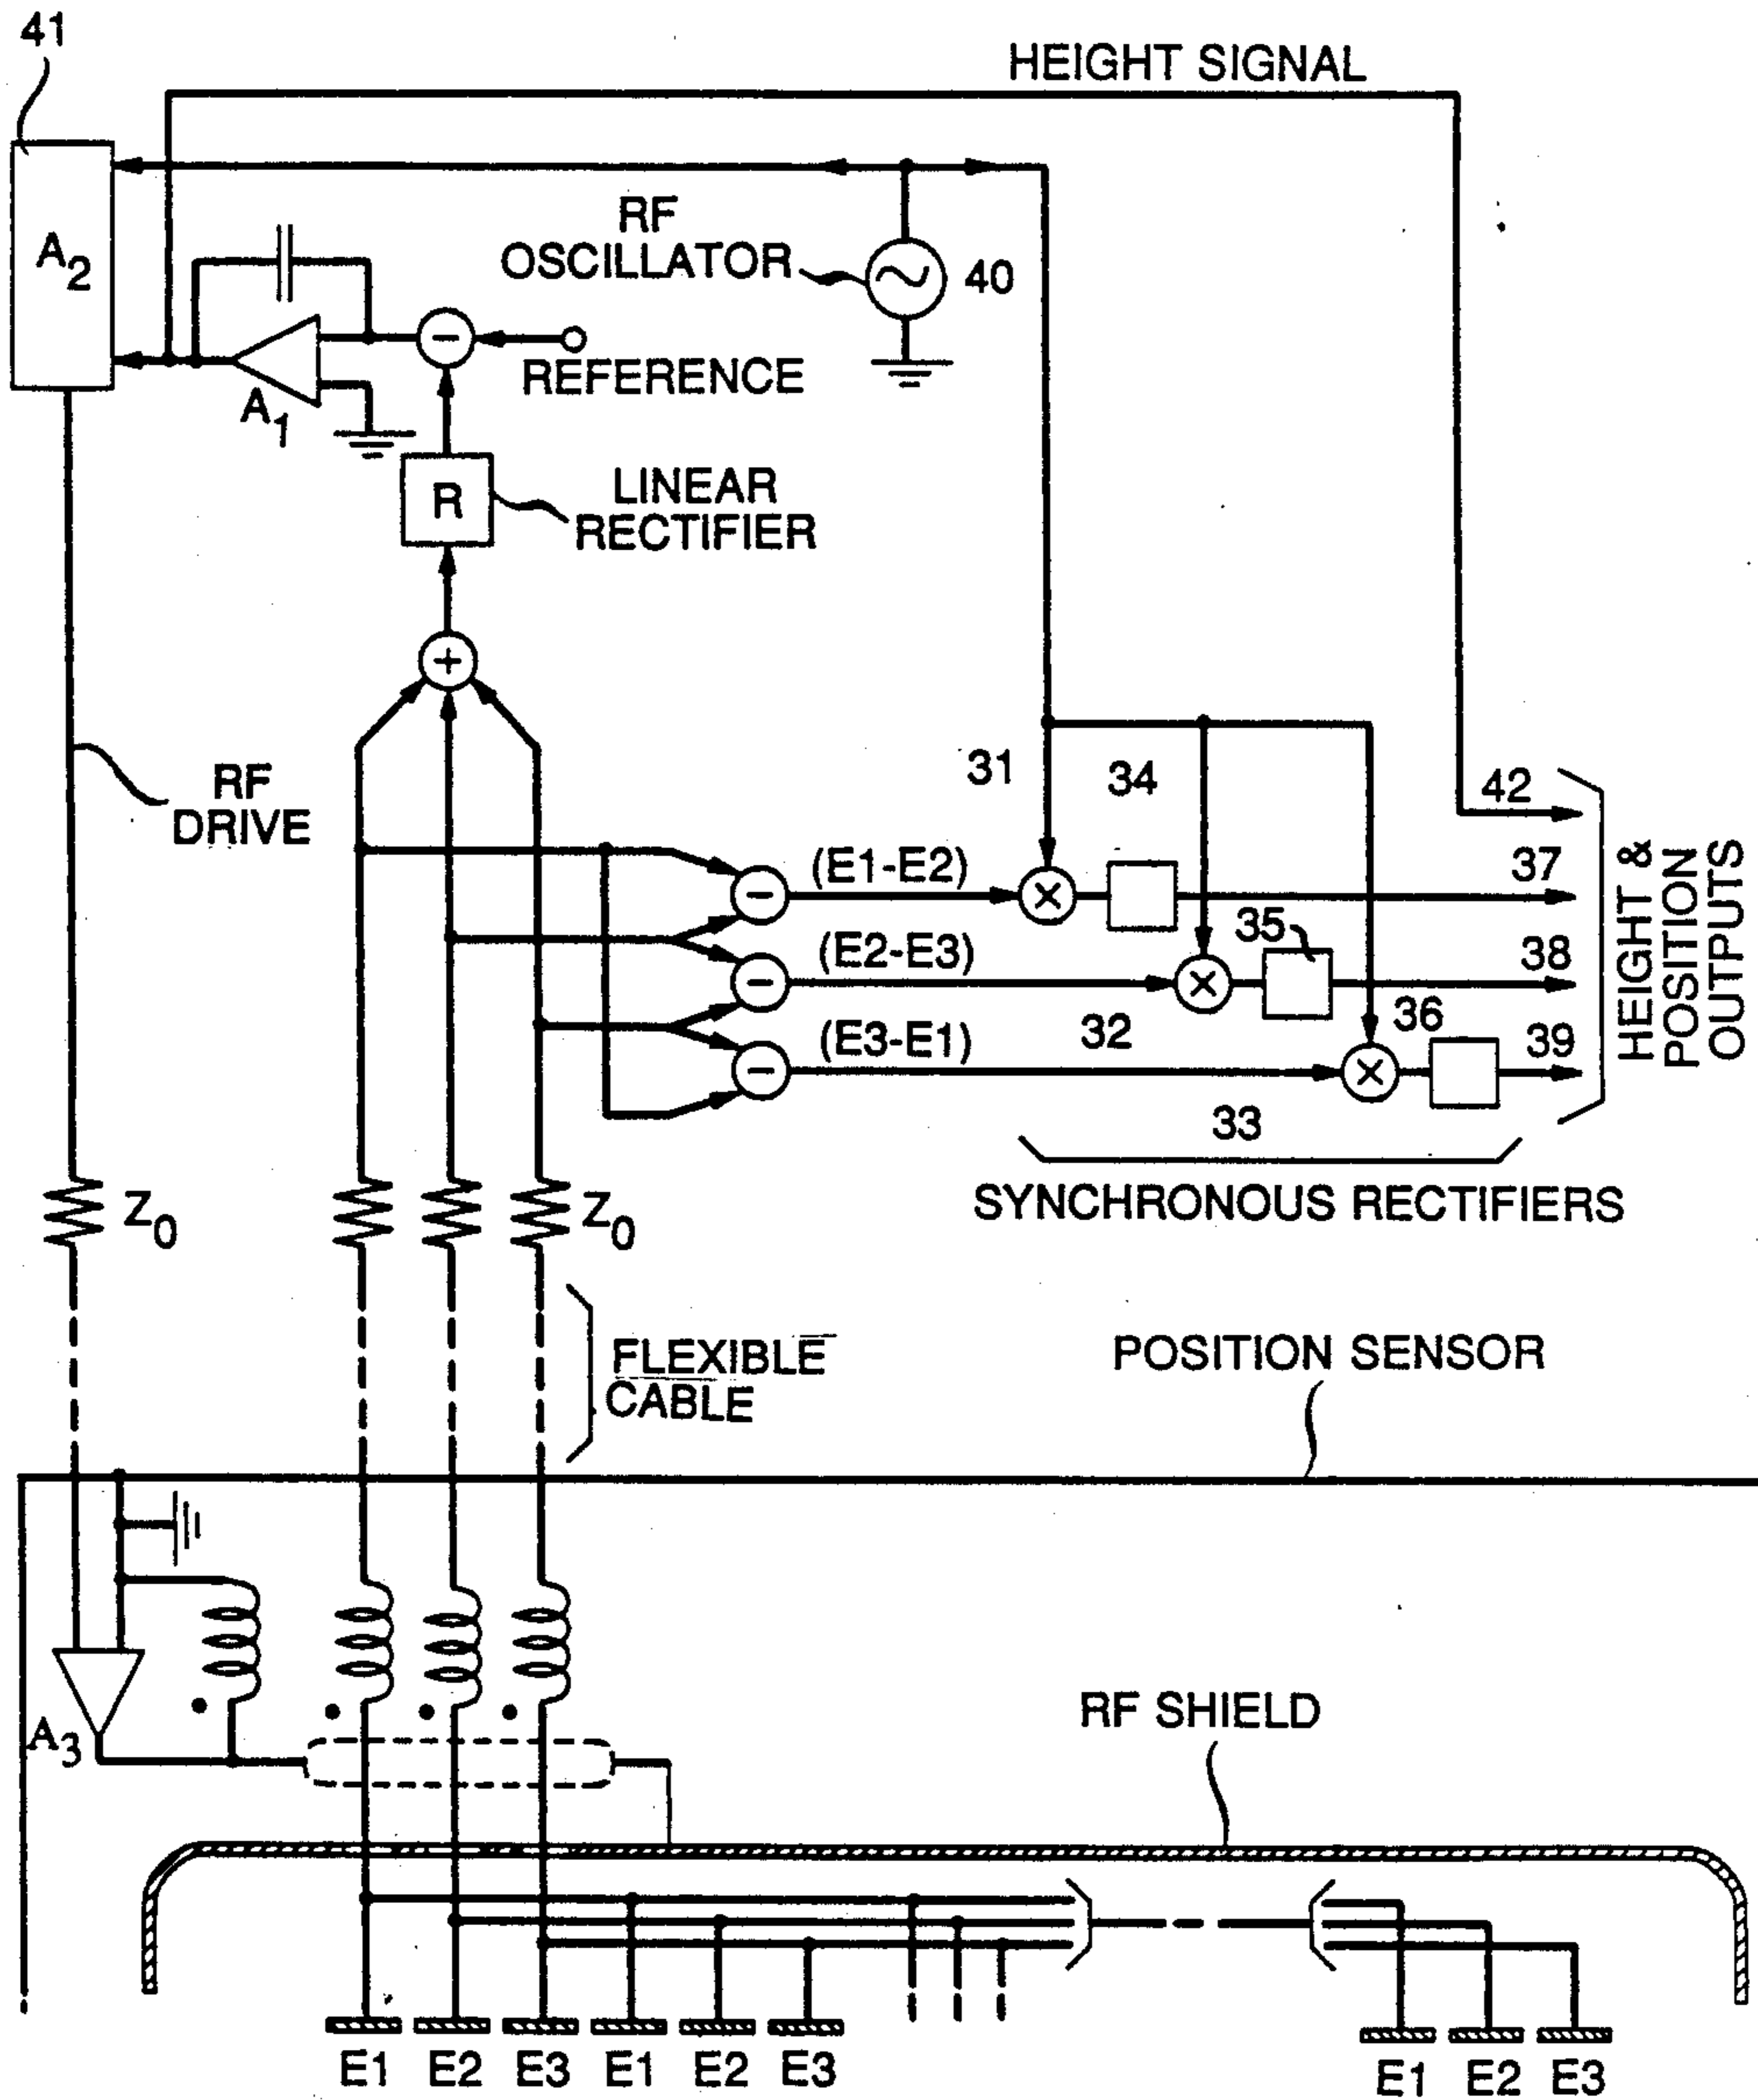 41
HEIGHT SIGNAL
A2
RF
OSCILLATOR
40
REFERENCE
A1
R
LINEAR
RECTIFIER
+
RF
DRIVE
31
34
42
(E1-E2)
37
(E2-E3)
35
38
32
36
(E3-E1)
39
33
HEIGHT &
POSITION
OUTPUTS
SYNCHRONOUS RECTIFIERS
Z0
Z0
FLEXIBLE
CABLE
POSITION SENSOR
A3
RF SHIELD
E1 E2 E3 E1 E2 E3 E1 E2 E3